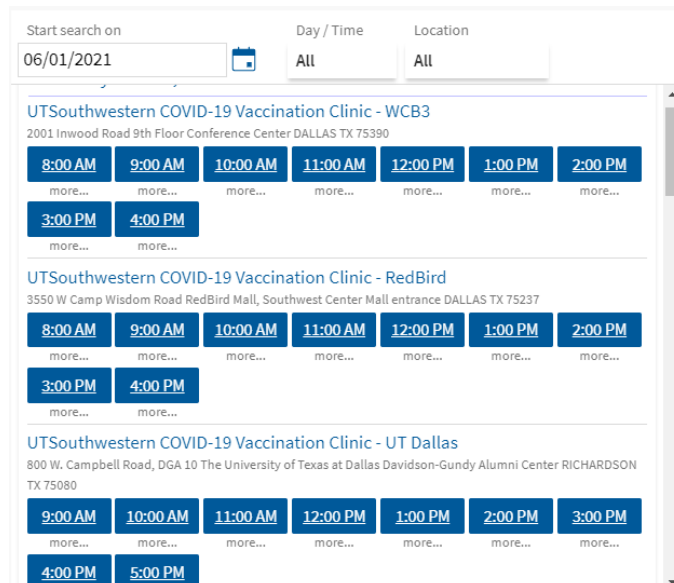 Start search on
Day / Time
Location
06/01/2021
All
All
UTSouthwestern COVID-19 Vaccination Clinic - WCB3
2001 Inwood Road 9th Floor Conference Center DALLAS TX 75390
8:00 AM 9:00 AM 10:00 AM 11:00 AM 12:00 PM 1:00 PM 2:00 PM
more... more... more... more... more... more... more...
3:00 PM 4:00 PM
more... more...
UTSouthwestern COVID-19 Vaccination Clinic - RedBird
3550 W Camp Wisdom Road RedBird Mall, Southwest Center Mall entrance DALLAS TX 75237
8:00 AM 9:00 AM 10:00 AM 11:00 AM 12:00 PM 1:00 PM 2:00 PM
more... more... more... more... more... more... more...
3:00 PM 4:00 PM
more... more...
UTSouthwestern COVID-19 Vaccination Clinic - UT Dallas
800 W. Campbell Road, DGA 10 The University of Texas at Dallas Davidson-Gundy Alumni Center RICHARDSON
TX 75080
9:00 AM 10:00 AM 11:00 AM 12:00 PM 1:00 PM 2:00 PM 3:00 PM
more... more... more... more... more... more... more...
4:00 PM 5:00 PM